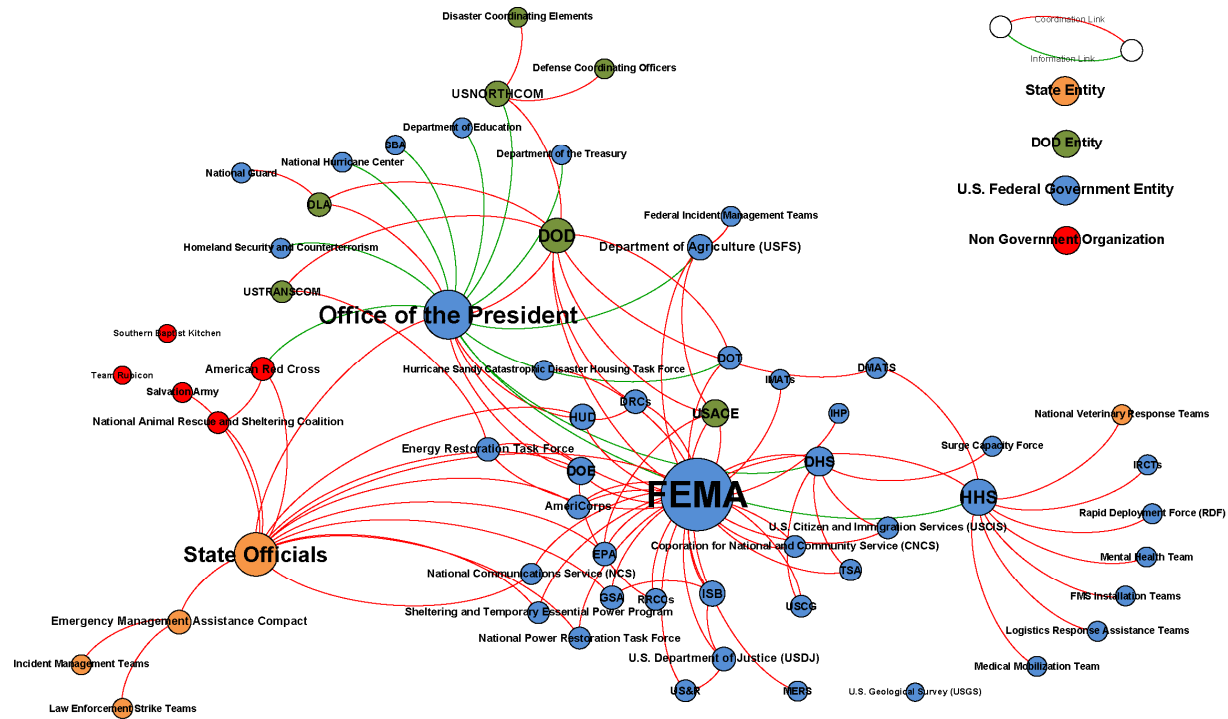 Disaster Coordinating Elements
Coordination Link
Information Link
Defense Coordinating Officers
State Entity
USNORTHCOM
Department of Education
DOD Entity
GBA
Department of the Treasury
National Hurricane Center
National Guard
U.S. Federal Government Entity
DLA
Federal Incident Management Teams
DOD
Non Government Organization
Homeland Security and Counterterrorism
Department of Agriculture (USFS)
USTRANSCOM
Office of the President
Southern Baptist Kitchen
DOT
American Red Cross
Hurricane Sandy Catastrophic Disaster Housing Task Force
DMATS
Team Rubicon
IMATs
Salvation Army
DRCs
National Animal Rescue and Sheltering Coalition
HUD
USACE
IHP
National Veterinary Response Teams
Energy Restoration Task Force
Surge Capacity Force
DOE
DHS
IRCTs
FEMA
HHS
AmeriCorps
Rapid Deployment Force (RDF)
U.S. Citizen and Immigration Services (USCIS)
State Officials
EPA
Coporation for National and Community Service (CNCS)
Mental Health Team
National Communications Service (NCS)
TSA
GSA
RRCCs
ISB
FMS Installation Teams
Sheltering and Temporary Essential Power Program
USCG
Emergency Management Assistance Compact
Logistics Response Assistance Teams
National Power Restoration Task Force
U.S. Department of Justice (USDJ)
Incident Management Teams
Medical Mobilization Team
US&R
MERS
U.S. Geological Survey (USGS)
Law Enforcement Strike Teams